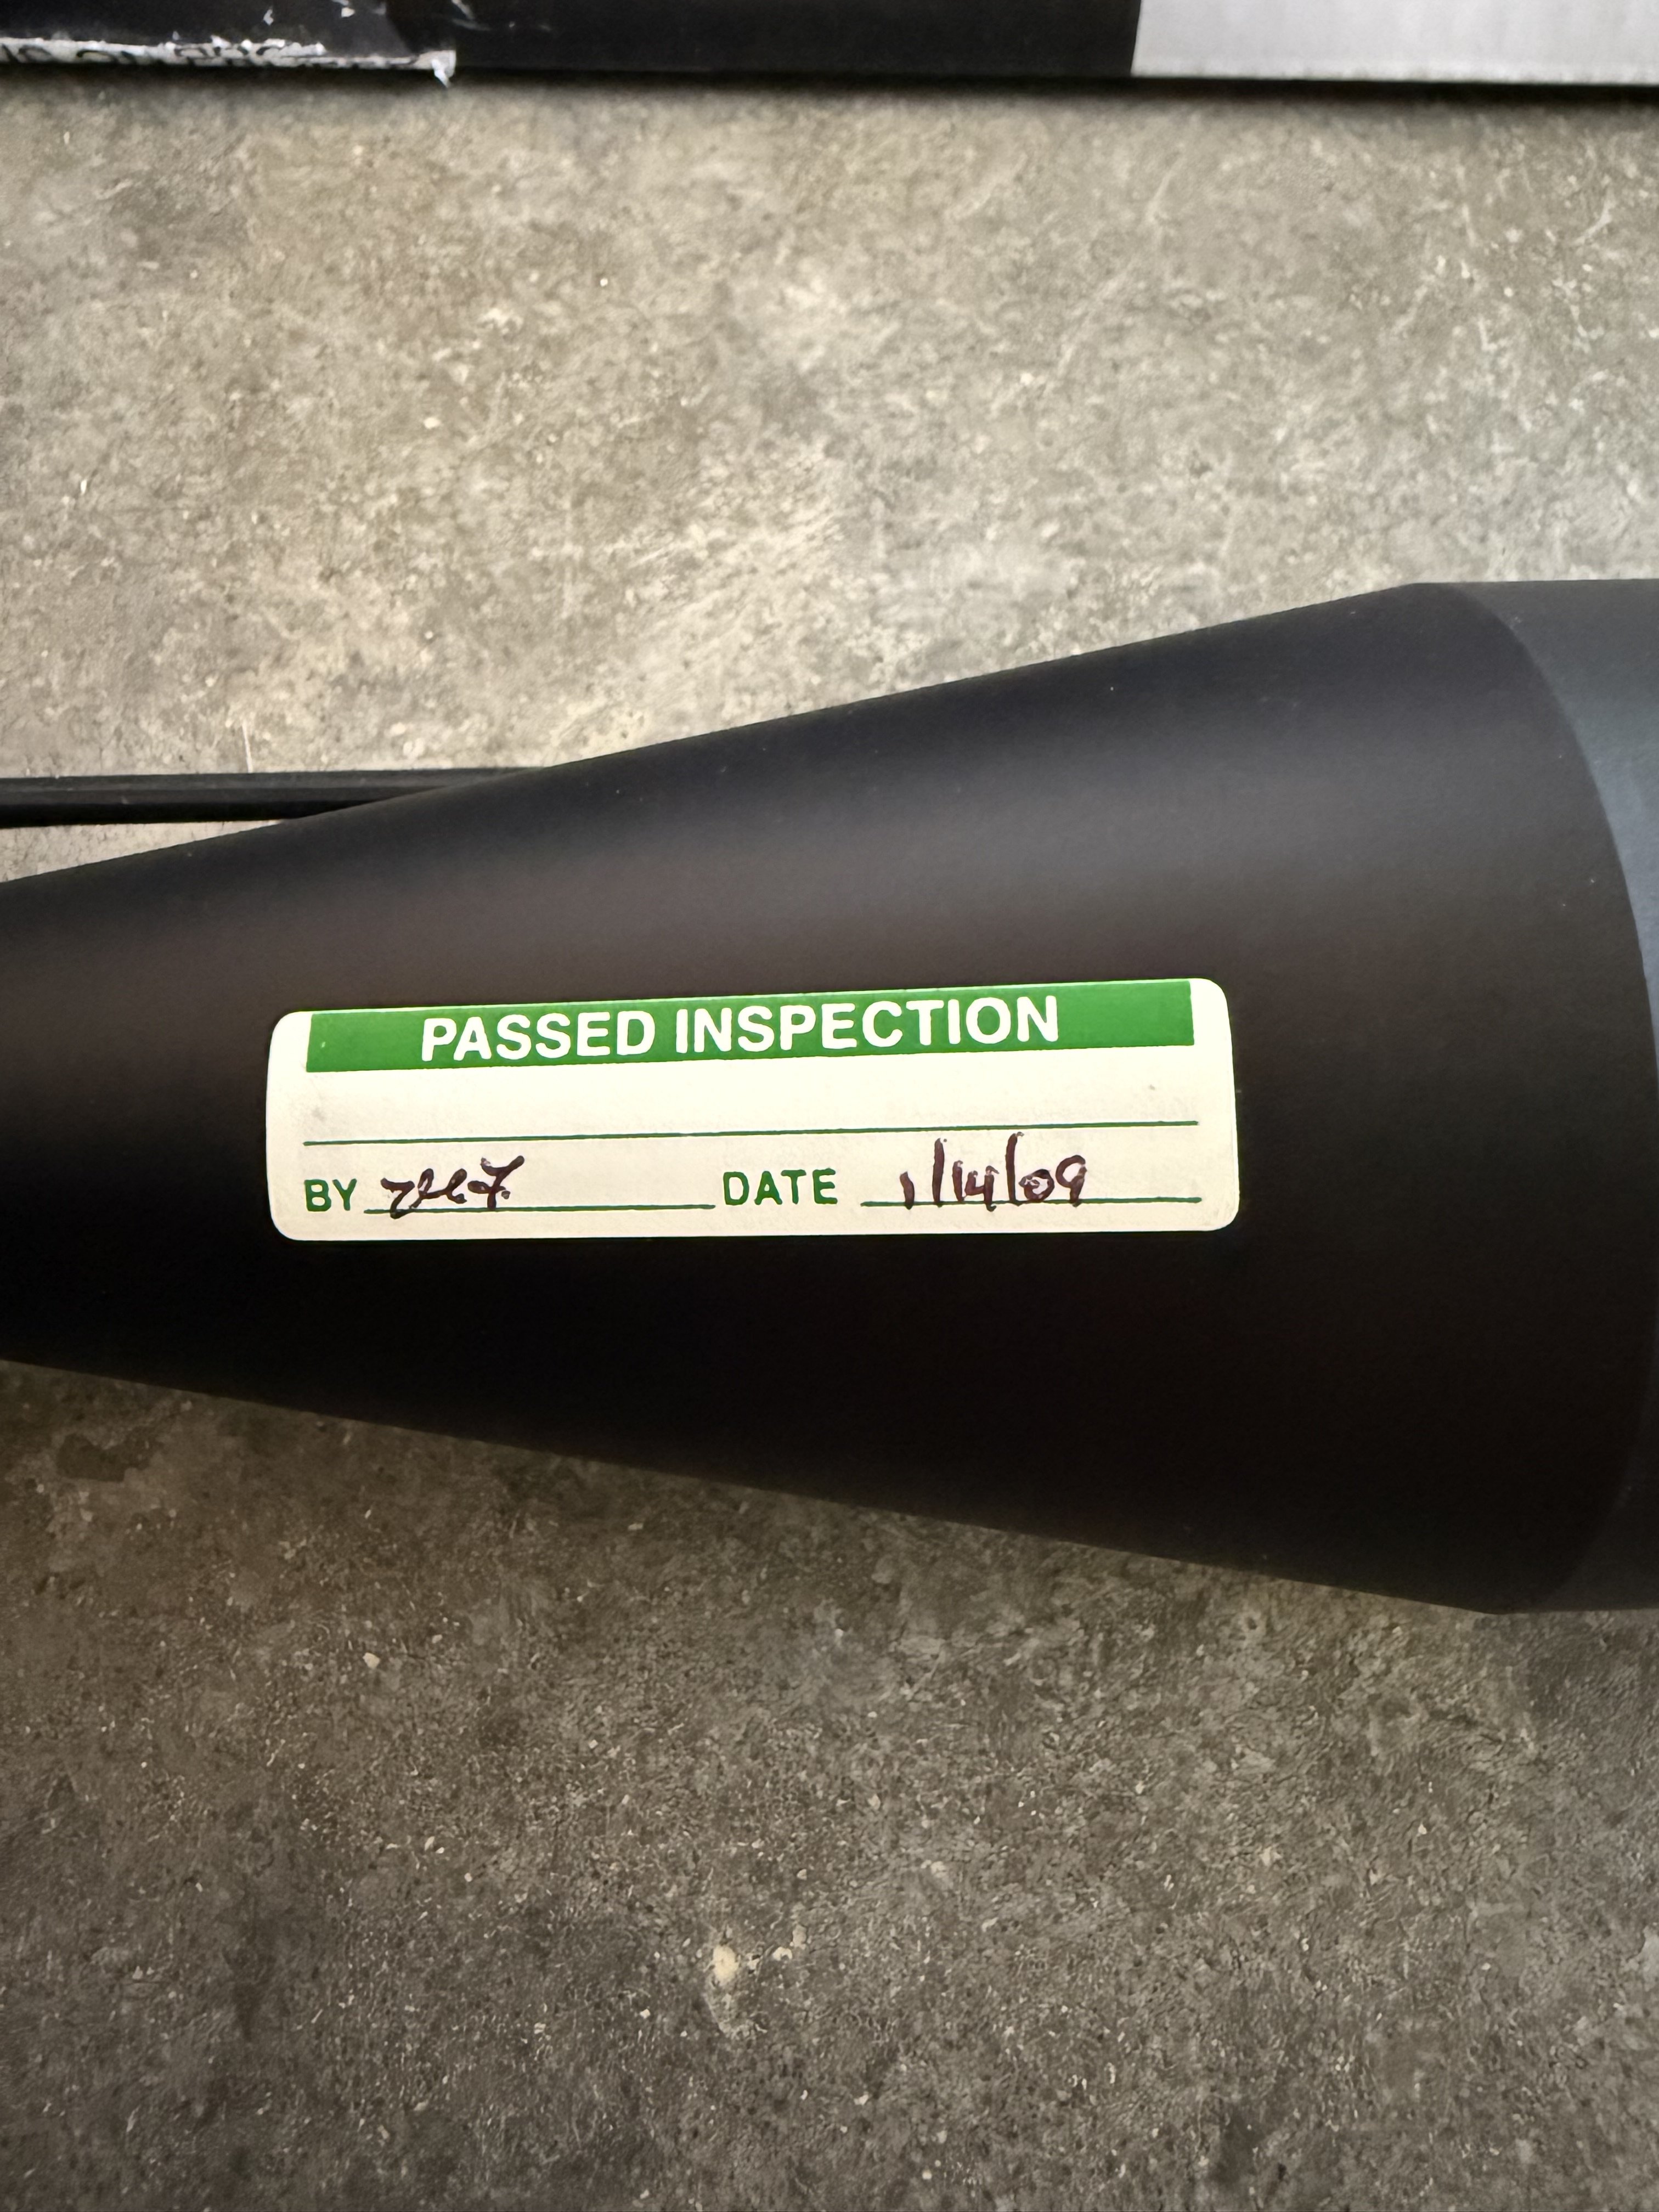 PASSED INSPECTION
BY DATE 1/14/09